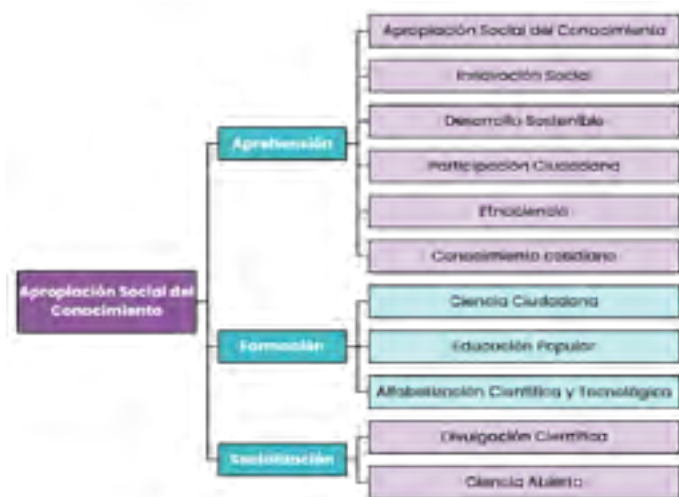 Apropiación Social del Conocimiento
Innovación Social
Aprehensión
Desarrollo Sostenible
Participación Ciudadana
Etnociencia
Conocimiento cotidiano
Apropiación Social del
Conocimiento
Ciencia Ciudadana
Formación
Educación Popular
Alfabetización Científica y Tecnológica
Socialización
Divulgación Científica
Ciencia Abierta